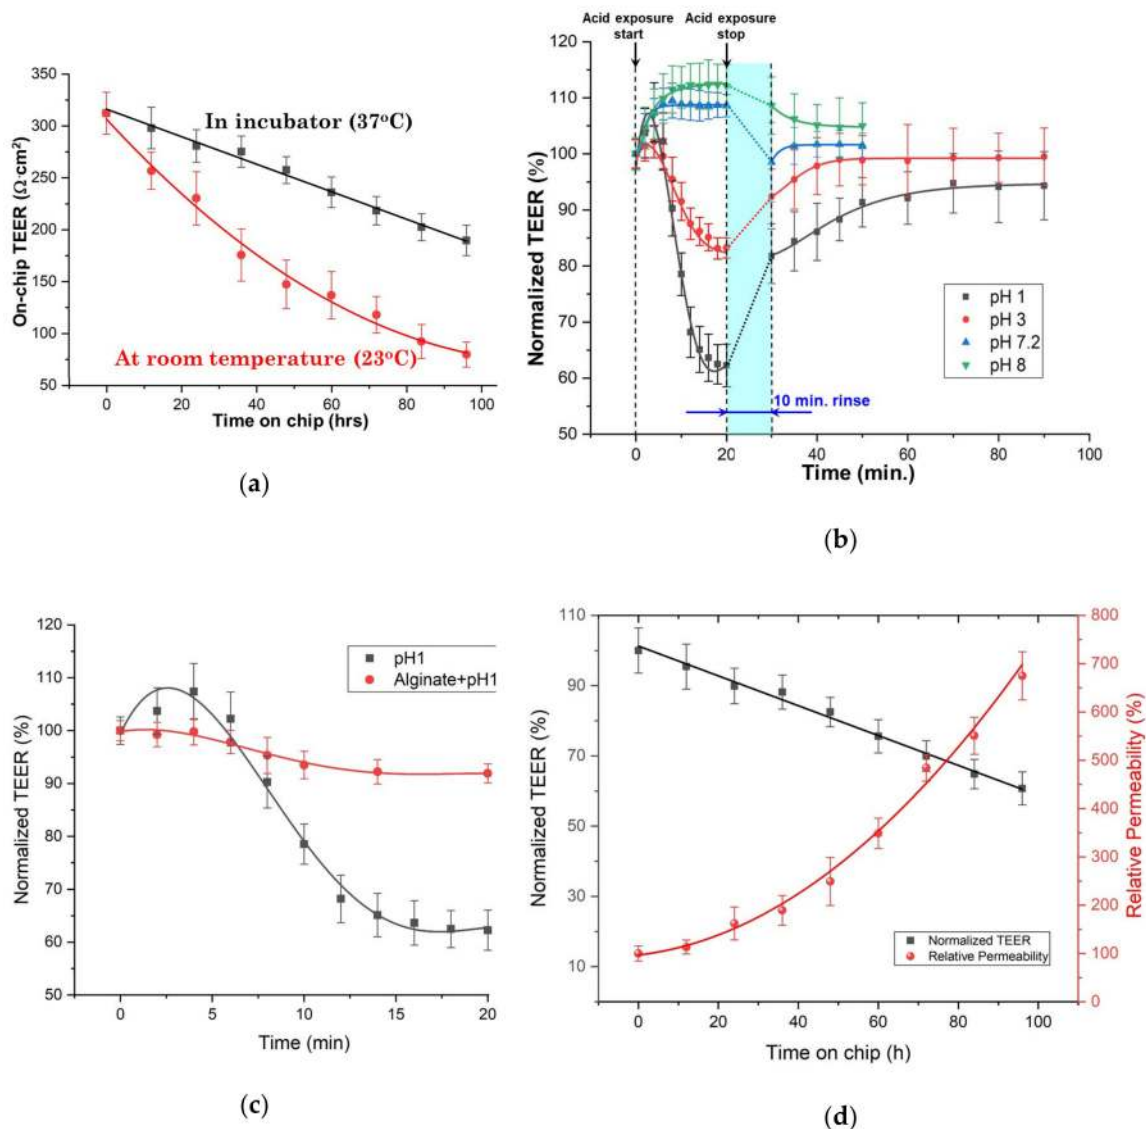 350
300
250
200
150
100
50
On-chip TEER (Ω·cm²)
In incubator (37°C)
At room temperature (23°C)
0 20 40 60 80 100
Time on chip (hrs)
(a)
Acid exposure
start
Acid exposure
stop
120
110
100
90
80
70
60
50
Normalized TEER (%)
pH 1
pH 3
pH 7.2
pH 8
10 min. rinse
0 20 40 60 80 100
Time (min.)
(b)
120
110
100
90
80
70
60
50
Normalized TEER (%)
pH1
Alginate+pH1
0 5 10 15 20
Time (min)
(c)
110
90
70
50
30
10
Normalized TEER (%)
800
700
600
500
400
300
200
100
0
Relative Permeability (%)
Normalized TEER
Relative Permeability
0 20 40 60 80 100
Time on chip (h)
(d)